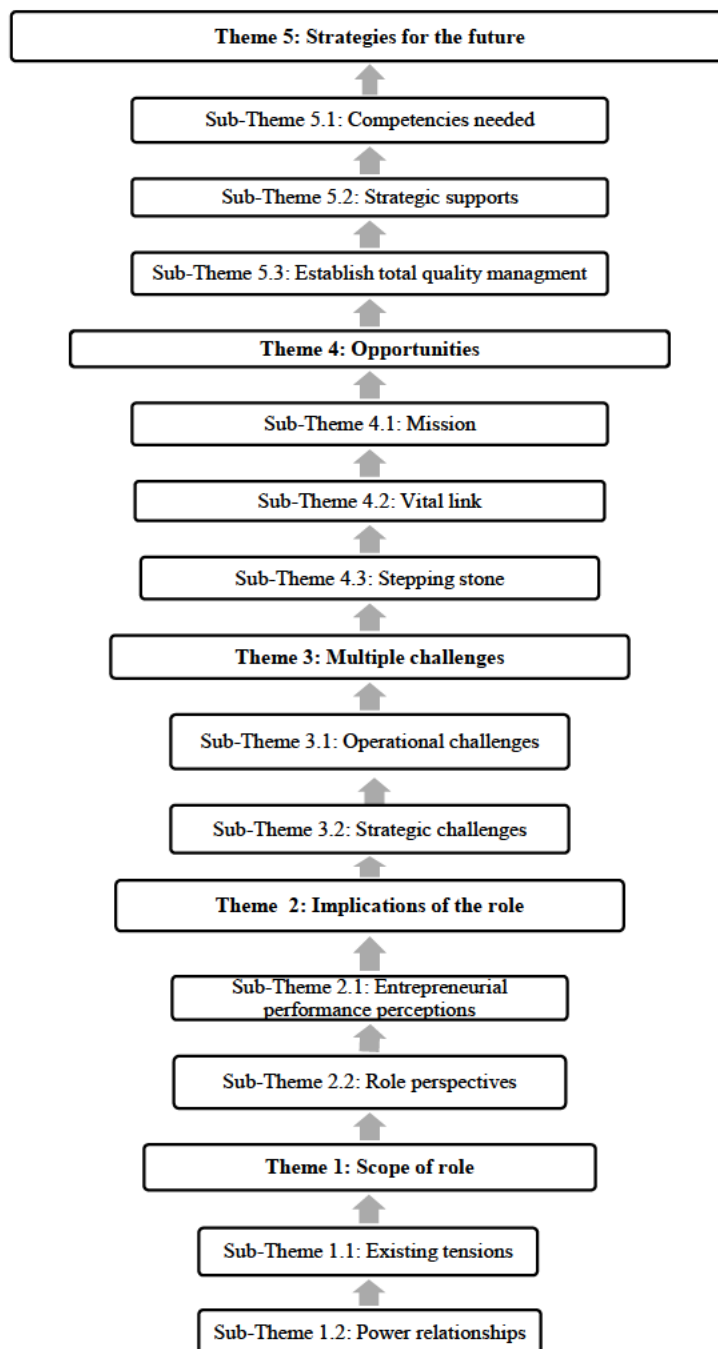 Theme 5: Strategies for the future
Sub-Theme 5.1: Competencies needed
Sub-Theme 5.2: Strategic supports
Sub-Theme 5.3: Establish total quality managment
Theme 4: Opportunities
Sub-Theme 4.1: Mission
Sub-Theme 4.2: Vital link
Sub-Theme 4.3: Stepping stone
Theme 3: Multiple challenges
Sub-Theme 3.1: Operational challenges
Sub-Theme 3.2: Strategic challenges
Theme 2: Implications of the role
Sub-Theme 2.1: Entrepreneurial
performance perceptions
Sub-Theme 2.2: Role perspectives
Theme 1: Scope of role
Sub-Theme 1.1: Existing tensions
Sub-Theme 1.2: Power relationships